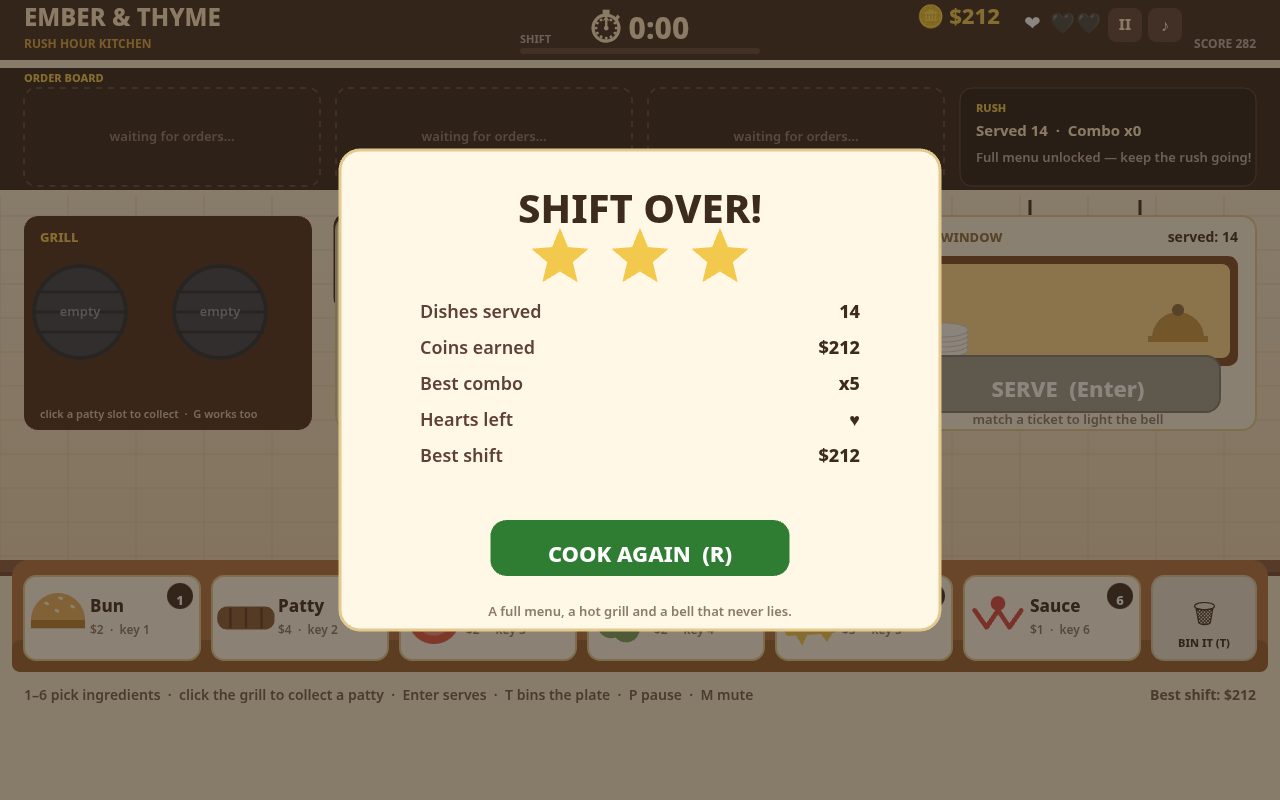 EMBER & THYME
RUSH HOUR KITCHEN
SHIFT
0:00
$212
II
♪
SCORE 282
ORDER BOARD
waiting for orders...
waiting for orders...
waiting for orders...
RUSH
Served 14 · Combo x0
Full menu unlocked — keep the rush going!
GRILL
empty
empty
click a patty slot to collect · G works too
WINDOW
served: 14
SERVE (Enter)
match a ticket to light the bell
SHIFT OVER!
Dishes served 14
Coins earned $212
Best combo x5
Hearts left ♥
Best shift $212
COOK AGAIN (R)
A full menu, a hot grill and a bell that never lies.
Bun
1
$2 · key 1
Patty
$4 · key 2
Sauce
6
$1 · key 6
BIN IT (T)
1–6 pick ingredients · click the grill to collect a patty · Enter serves · T bins the plate · P pause · M mute
Best shift: $212